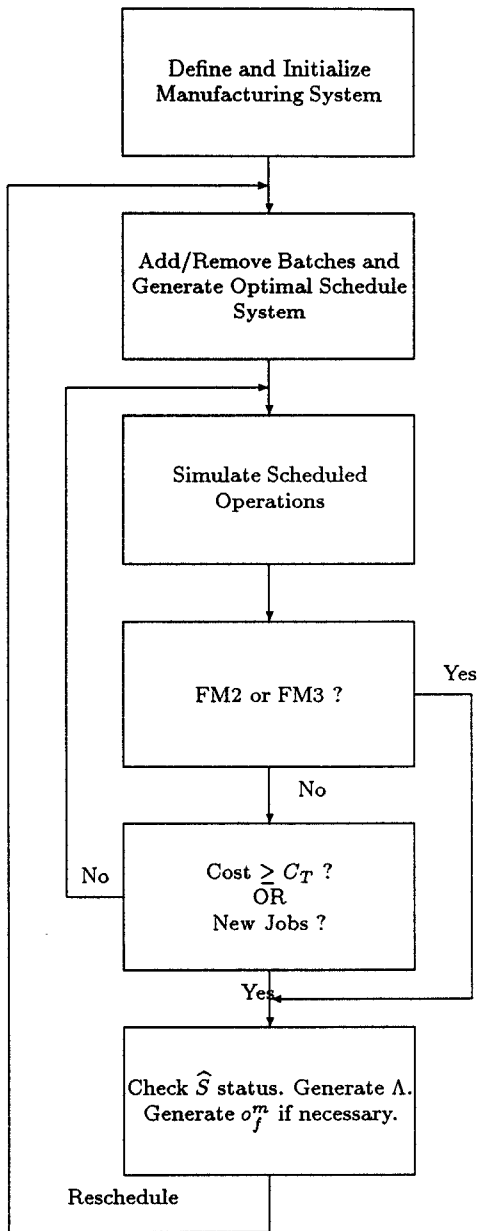 Define and Initialize
Manufacturing System
Add/Remove Batches and
Generate Optimal Schedule
System
Simulate Scheduled
Operations
Yes
FM2 or FM3 ?
No
No
Cost ≥ C_T ?
OR
New Jobs ?
Yes
Check Ŝ status. Generate Λ.
Generate o_f^m if necessary.
Reschedule